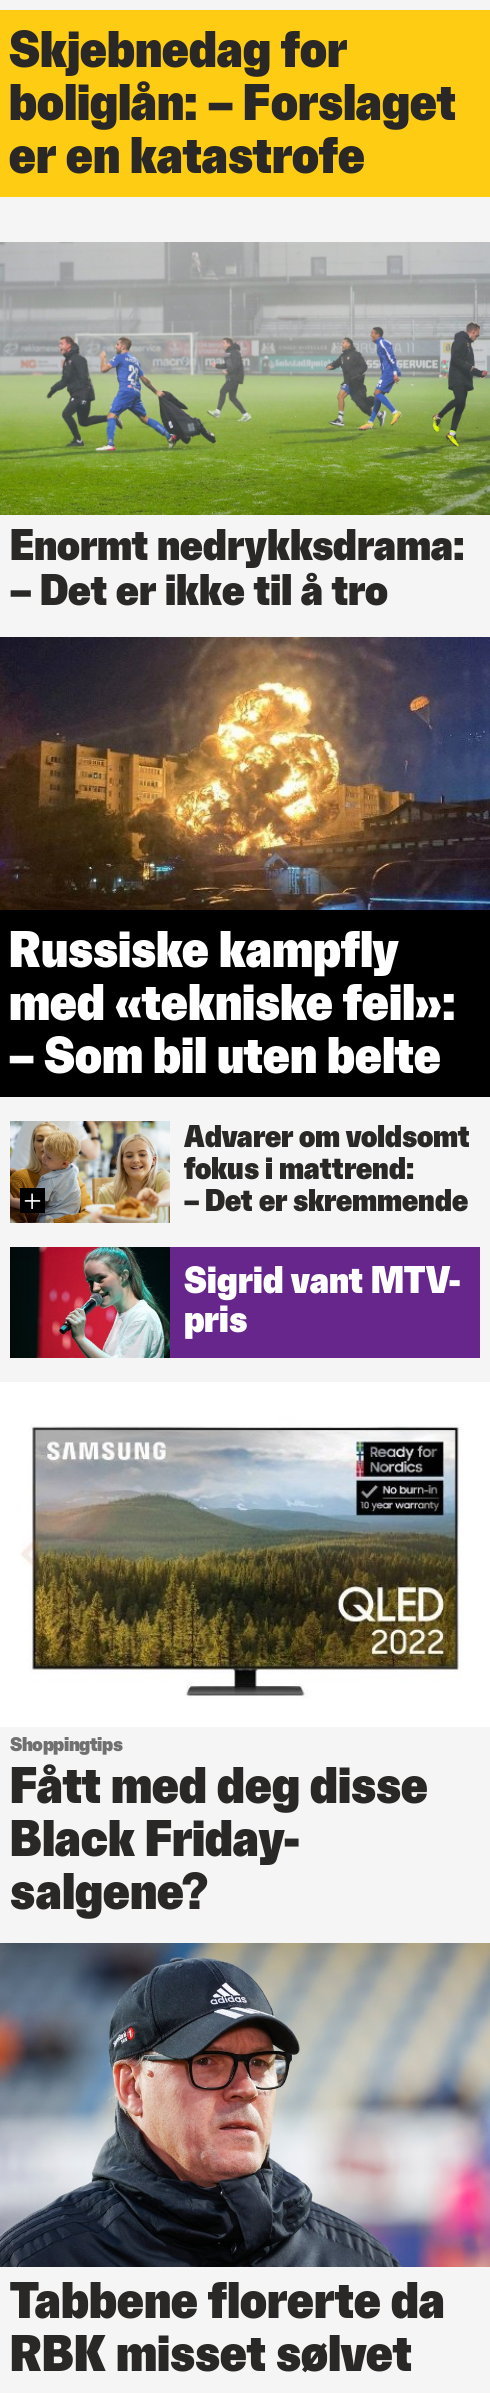 Skjebnedag for
boliglån: – Forslaget
er en katastrofe
SERVICE
Enormt nedrykksdrama:
– Det er ikke til å tro
Russiske kampfly
med «tekniske feil»:
– Som bil uten belte
Advarer om voldsomt
fokus i mattrend:
– Det er skremmende
Sigrid vant MTV-
pris
SAMSUNG
Ready for
Nordics
No burn-in
10 year warranty
QLED
2022
Shoppingtips
Fått med deg disse
Black Friday-
salgene?
adidas
Tabbene florerte da
RBK misset sølvet